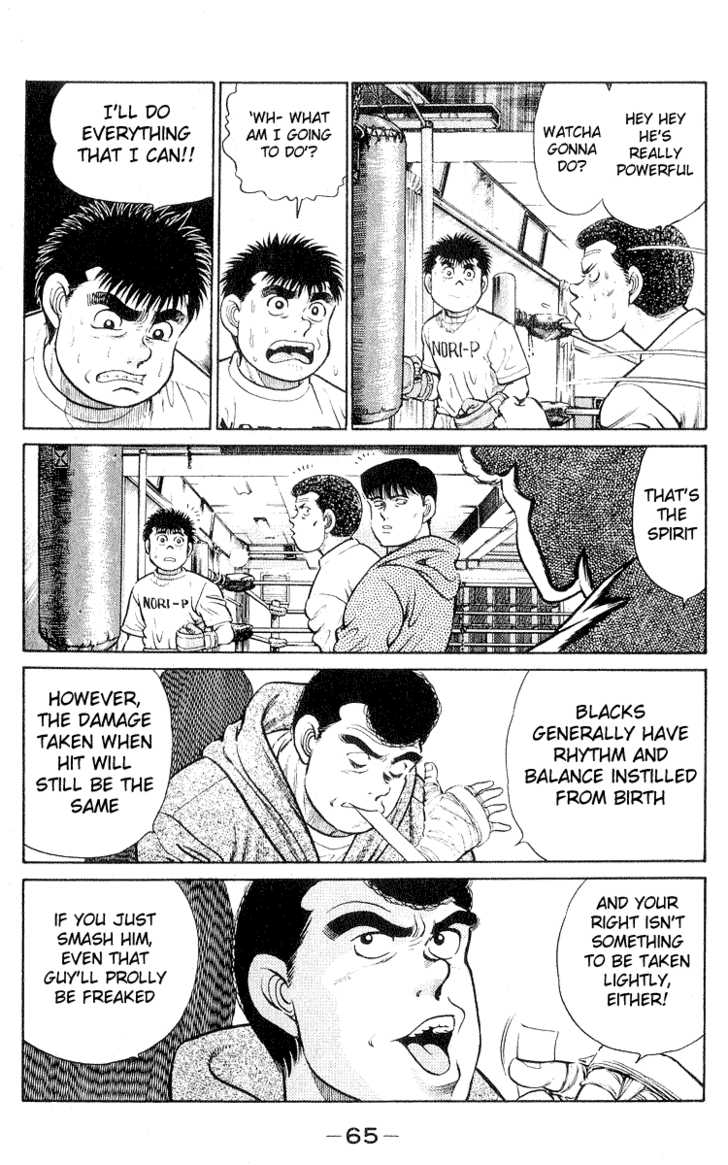 HEY HEY
HE'S
REALLY
POWERFUL
WATCHA
GONNA
DO?
NORI-P
'WH- WHAT
AM I GOING
TO DO'?
I'LL DO
EVERYTHING
THAT I CAN!!
THAT'S
THE
SPIRIT
NORI-P
BLACKS
GENERALLY HAVE
RHYTHM AND
BALANCE INSTILLED
FROM BIRTH
HOWEVER,
THE DAMAGE
TAKEN WHEN
HIT WILL
STILL BE THE
SAME
AND YOUR
RIGHT ISN'T
SOMETHING
TO BE TAKEN
LIGHTLY,
EITHER!
IF YOU JUST
SMASH HIM,
EVEN THAT
GUY'LL PROLLY
BE FREAKED
—65—